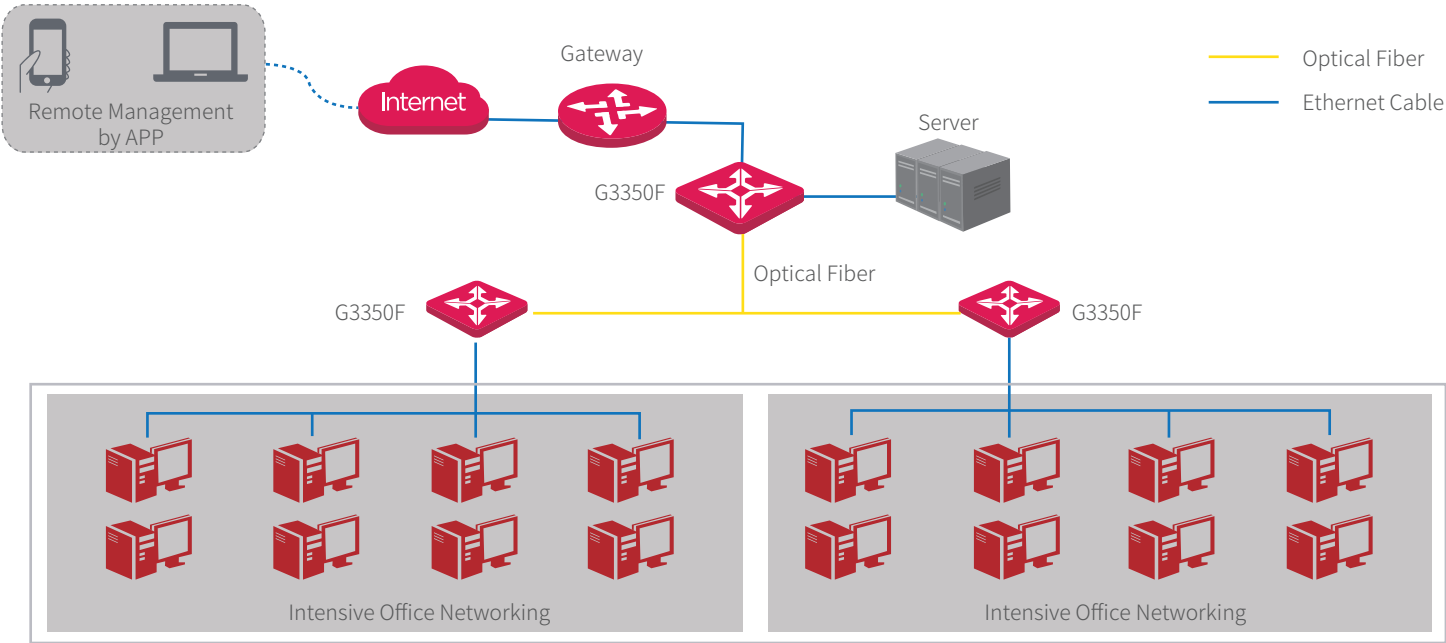 Gateway
Optical Fiber
Internet
Ethernet Cable
Remote Management
by APP
Server
G3350F
Optical Fiber
G3350F
G3350F
Intensive Office Networking
Intensive Office Networking